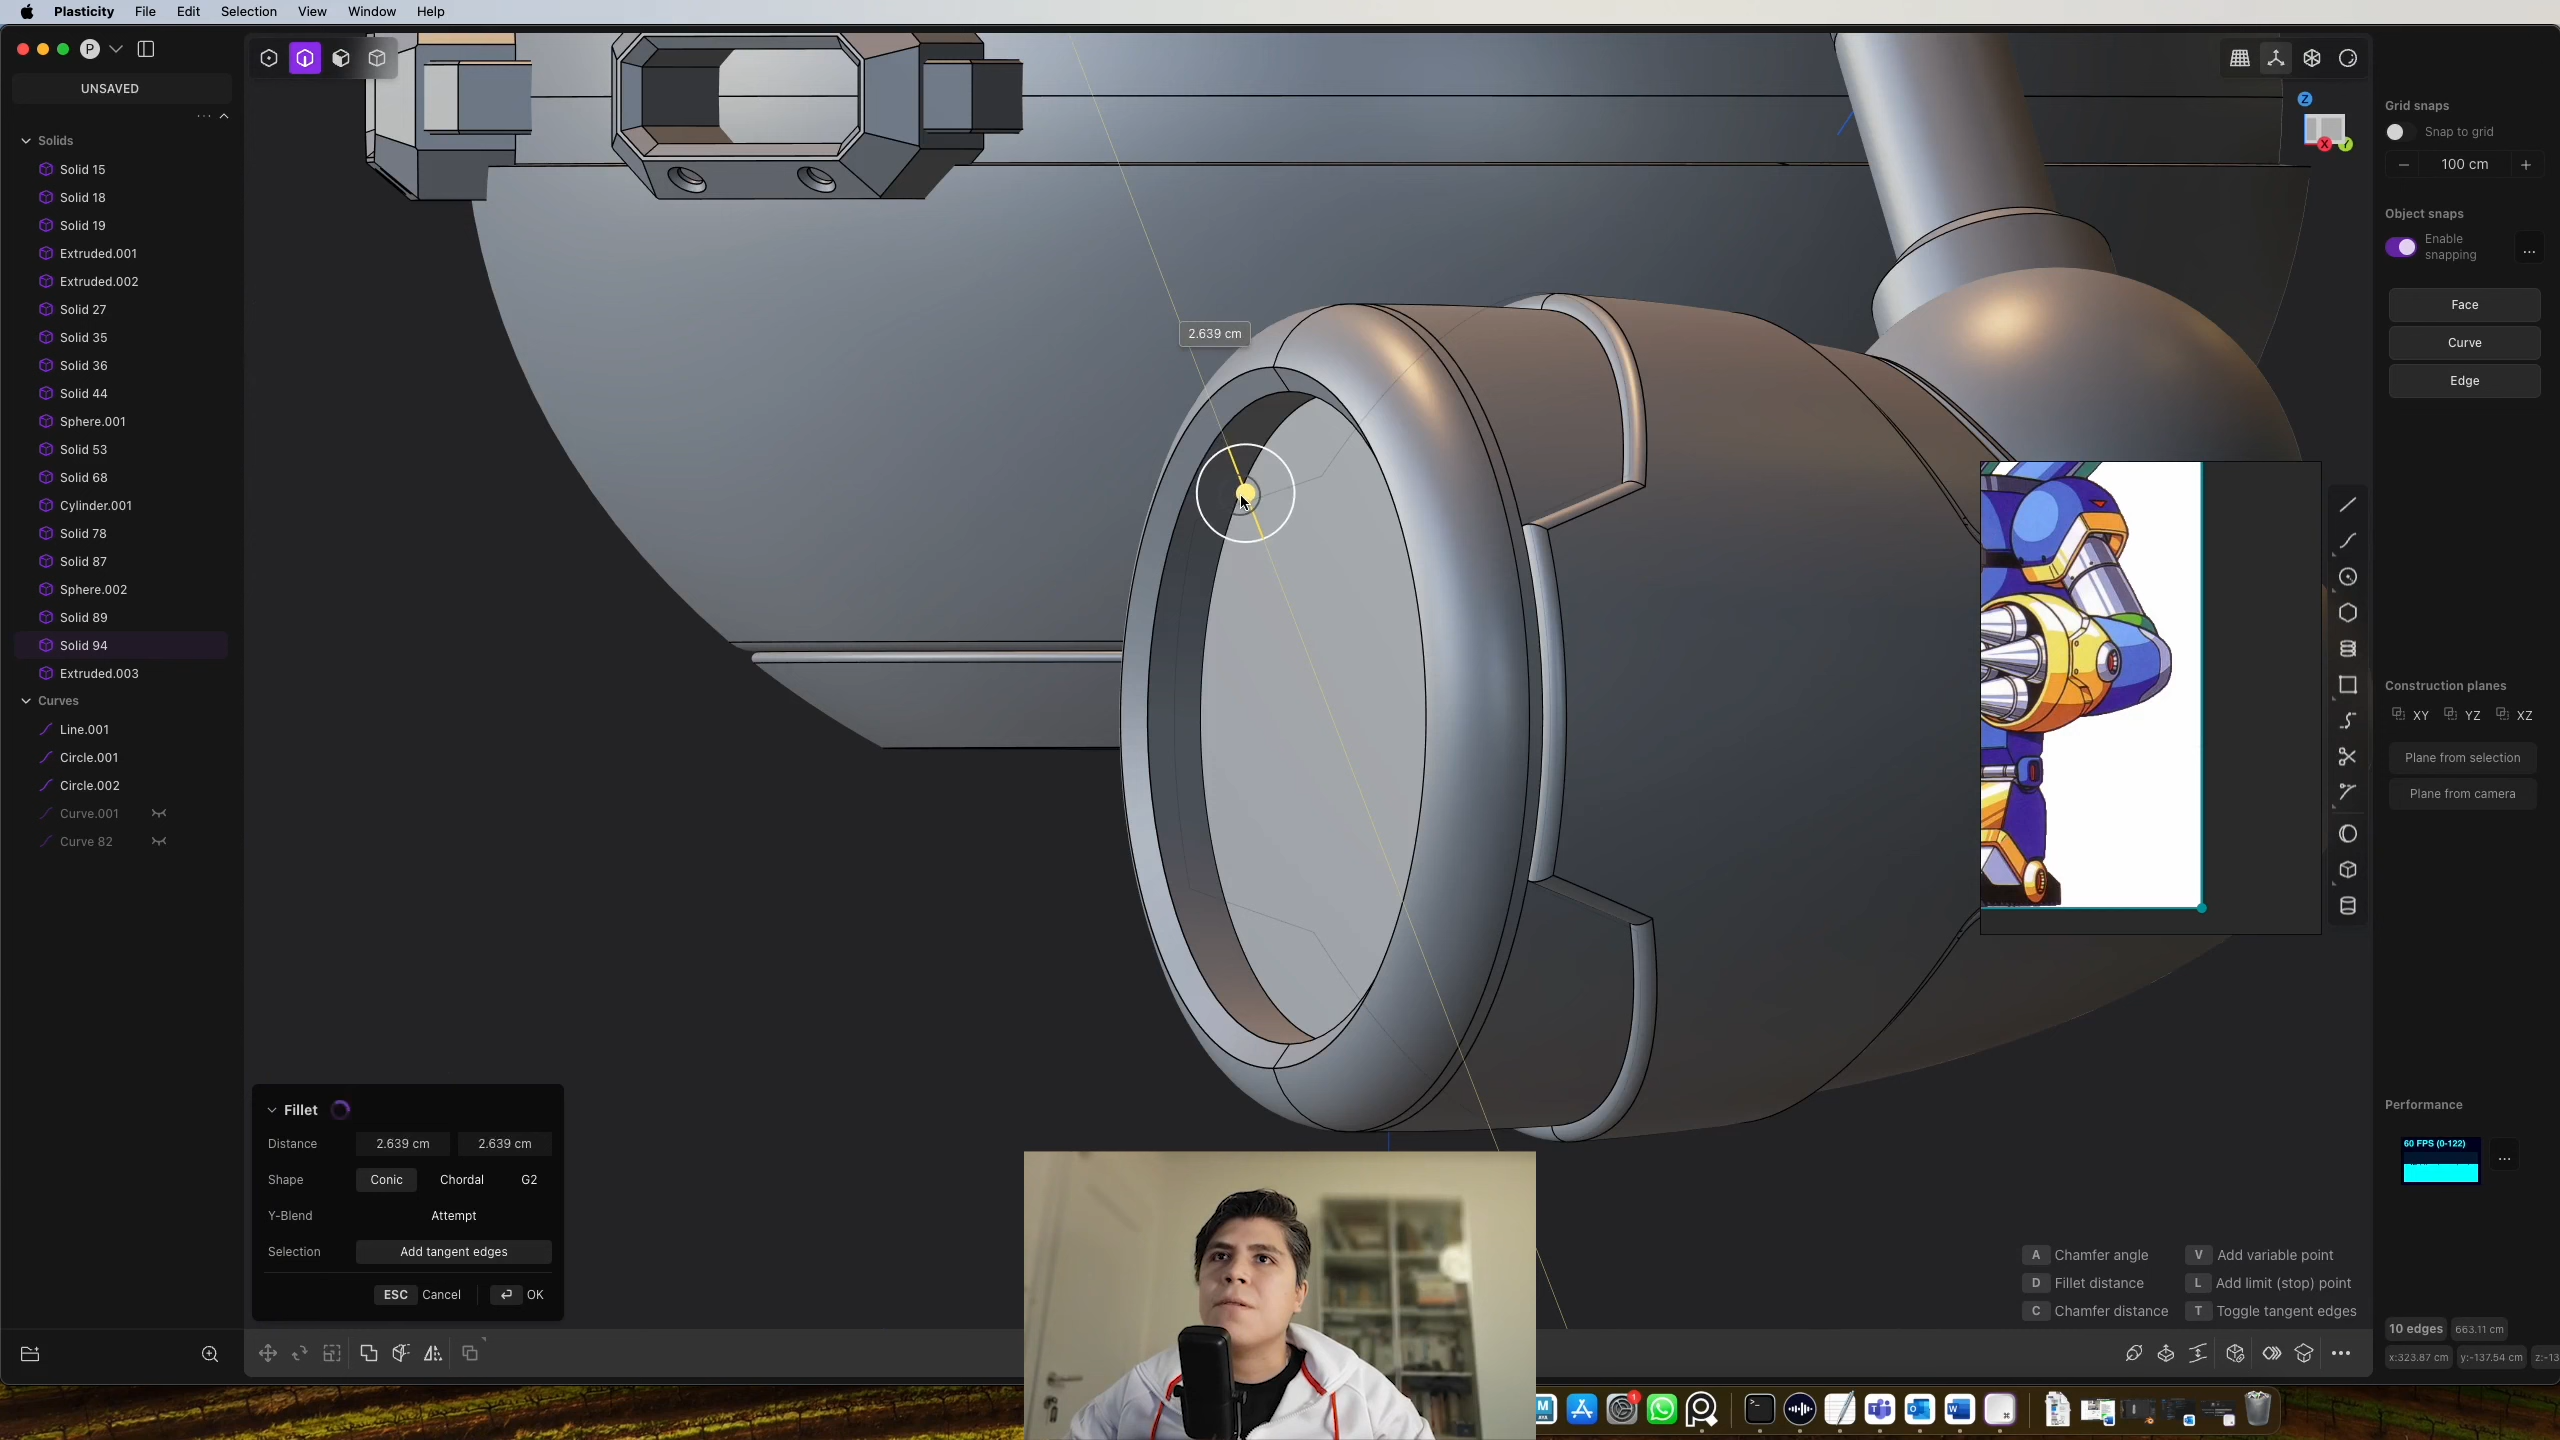 Plasticity File Edit Selection View Window Help
P
UNSAVED
Solids
Solid 15
Solid 18
Solid 19
Extruded.001
Extruded.002
Solid 27
Solid 35
Solid 36
Solid 44
Sphere.001
Solid 53
Solid 68
Cylinder.001
Solid 78
Solid 87
Sphere.002
Solid 89
Solid 94
Extruded.003
Curves
Line.001
Circle.001
Circle.002
Curve.001
Curve 82
2.639 cm
Fillet
Distance 2.639 cm 2.639 cm
Shape Conic Chordal G2
Y-Blend Attempt
Selection Add tangent edges
ESC Cancel OK
Z
X Y
Grid snaps
Snap to grid
100 cm
Object snaps
Enable
snapping
Face
Curve
Edge
Construction planes
XY YZ XZ
Plane from selection
Plane from camera
Performance
60 FPS (0-122)
A Chamfer angle V Add variable point
D Fillet distance L Add limit (stop) point
C Chamfer distance T Toggle tangent edges
10 edges 663.11 cm
x:323.87 cm y:-137.54 cm z:-13